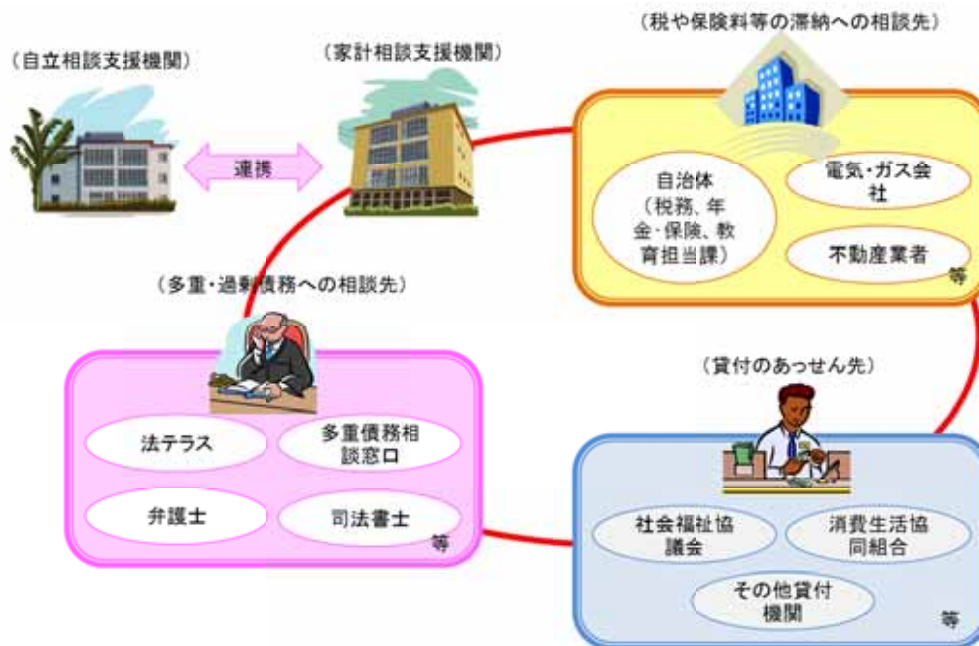 （税や保険料等の滞納への相談先）
（家計相談支援機関）
（自立相談支援機関）
連携
自治体
（税務、年
金・保険、教
育担当課）
電気・ガス会
社
不動産業者
等
（多重・過剰債務への相談先）
法テラス
多重債務相
談窓口
弁護士
司法書士
等
（貸付のあっせん先）
社会福祉協
議会
消費生活協
同組合
その他貸付
機関
等